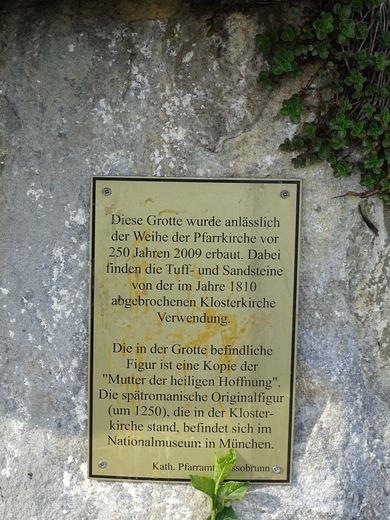 Diese Grotte wurde anlässlich
der Weihe der Pfarrkirche vor
250 Jahren 2009 erbaut. Dabei
finden die Tuff- und Sandsteine
von der im Jahre 1810
abgebrochenen Klosterkirche
Verwendung.
Die in der Grotte befindliche
Figur ist eine Kopie der
"Mutter der heiligen Hoffnung".
Die spätromanische Originalfigur
(um 1250), die in der Kloster-
kirche stand, befindet sich im
Nationalmuseum in München.
Kath. Pfarramt